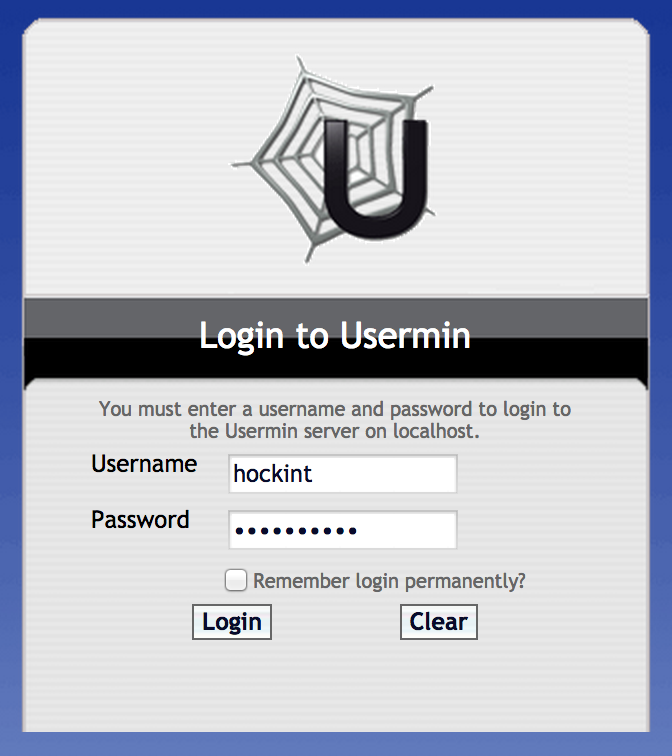 U
Login to Usermin
You must enter a username and password to login to
the Usermin server on localhost.
Username hockint
Password ••••••••••
Remember login permanently?
Login Clear